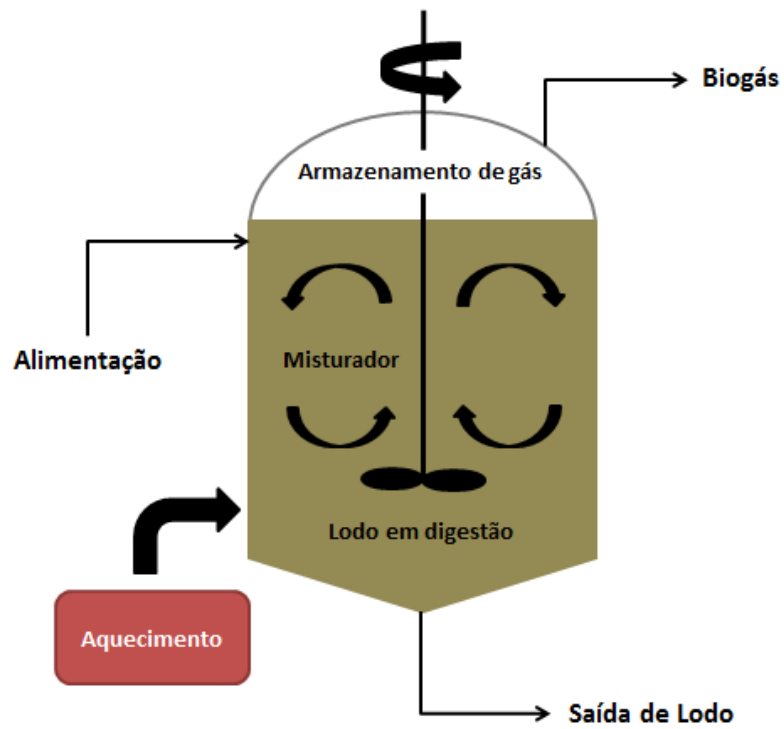 Biogás
Armazenamento de gás
Alimentação
Misturador
Lodo em digestão
Aquecimento
Saída de Lodo